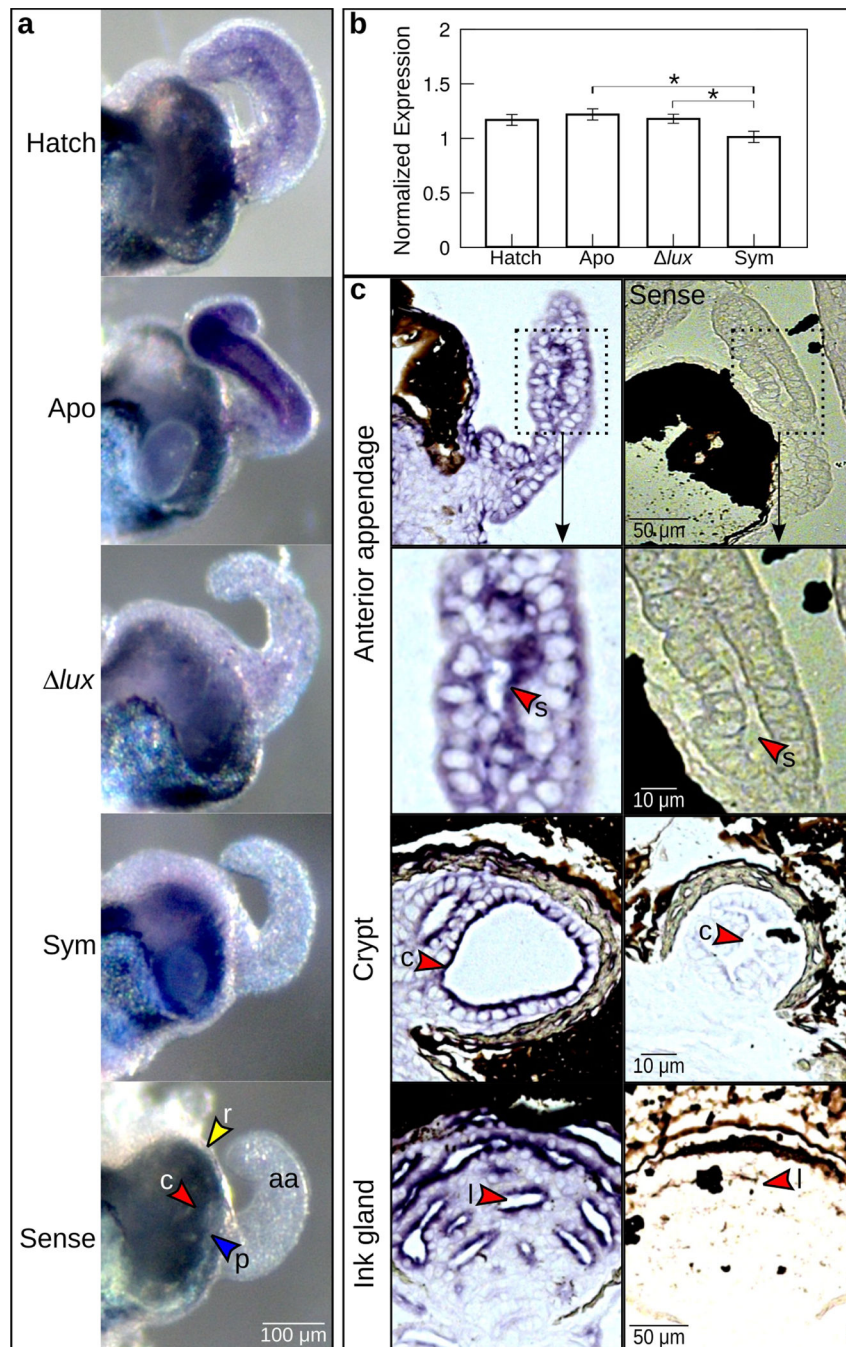 a
Hatch
Apo
Δlux
Sym
Sense
r
c
aa
p
100 μm
b
Normalized Expression
2
1.5
1
0.5
0
*
*
Hatch
Apo
Δlux
Sym
c
Sense
Anterior appendage
50 μm
s
s
10 μm
Crypt
c
c
10 μm
Ink gland
l
l
50 μm